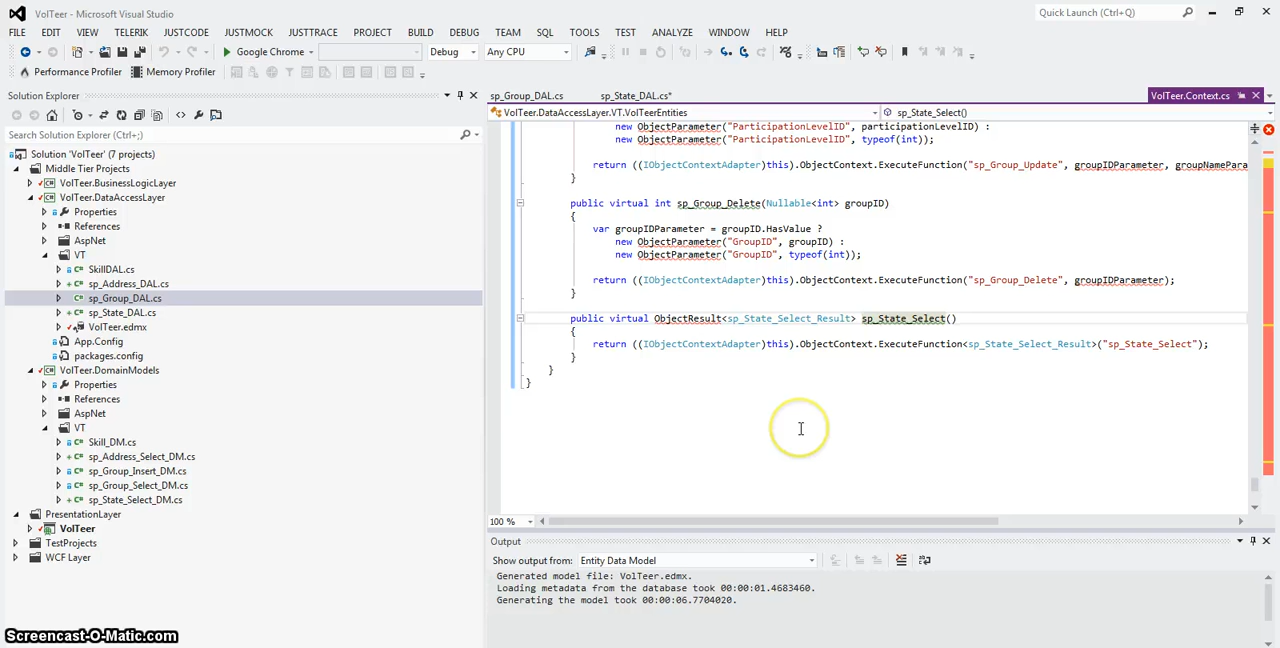 VolTeer - Microsoft Visual Studio
Quick Launch (Ctrl+Q)
FILE EDIT VIEW TELERIK JUSTCODE JUSTMOCK JUSTTRACE PROJECT BUILD DEBUG TEAM SQL TOOLS TEST ANALYZE WINDOW HELP
Google Chrome Debug Any CPU
Performance Profiler Memory Profiler
Solution Explorer
Search Solution Explorer (Ctrl+;)
Solution 'VolTeer' (7 projects)
Middle Tier Projects
VolTeer.BusinessLogicLayer
VolTeer.DataAccessLayer
Properties
References
AspNet
VT
SkillDAL.cs
sp_Address_DAL.cs
sp_Group_DAL.cs
sp_State_DAL.cs
VolTeer.edmx
App.Config
packages.config
VolTeer.DomainModels
Properties
References
AspNet
VT
Skill_DM.cs
sp_Address_Select_DM.cs
sp_Group_Insert_DM.cs
sp_Group_Select_DM.cs
sp_State_Select_DM.cs
PresentationLayer
VolTeer
TestProjects
WCF Layer
sp_Group_DAL.cs sp_State_DAL.cs* VolTeer.Context.cs
VolTeer.DataAccessLayer.VT.VolTeerEntities sp_State_Select()
new ObjectParameter("ParticipationLevelID", participationLevelID) :
new ObjectParameter("ParticipationLevelID", typeof(int));
return ((IObjectContextAdapter)this).ObjectContext.ExecuteFunction("sp_Group_Update", groupIDParameter, groupNamePara
}
public virtual int sp_Group_Delete(Nullable<int> groupID)
{
var groupIDParameter = groupID.HasValue ?
new ObjectParameter("GroupID", groupID) :
new ObjectParameter("GroupID", typeof(int));
return ((IObjectContextAdapter)this).ObjectContext.ExecuteFunction("sp_Group_Delete", groupIDParameter);
}
public virtual ObjectResult<sp_State_Select_Result> sp_State_Select()
{
return ((IObjectContextAdapter)this).ObjectContext.ExecuteFunction<sp_State_Select_Result>("sp_State_Select");
}
}
}
100 %
Output
Show output from: Entity Data Model
Generated model file: VolTeer.edmx.
Loading metadata from the database took 00:00:01.4683460.
Generating the model took 00:00:06.7704020.
Screencast-O-Matic.com